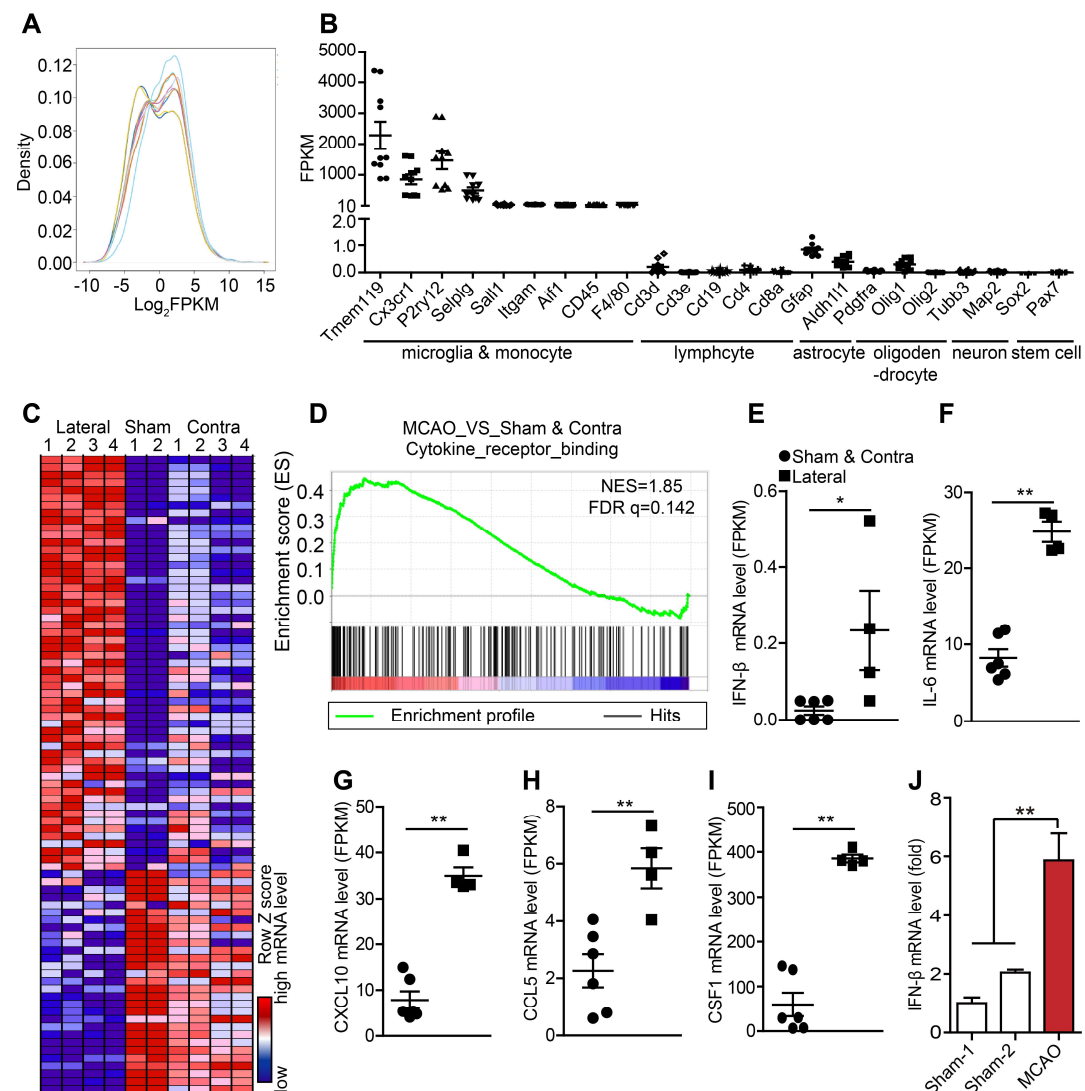 A
0.12
0.10
0.08
0.06
0.04
0.02
0.00
Density
-10 -5 0 5 10 15
Log2FPKM
B
5000
4000
3000
2000
1000
10
2.0
1.0
0.0
FPKM
Tmem119 Cx3cr1 P2ry12 Selplg Sall1 Itgam Aif1 CD45 F4/80 Cd3d Cd3e Cd19 Cd4 Cd8a Gfap Aldh1l1 Pdgfra Olig1 Olig2 Tubb3 Map2 Sox2 Pax7
microglia & monocyte lymphcyte astrocyte oligoden neuron stem cell
-drocyte
C
Lateral Sham Contra
1 2 3 4 1 2 1 2 3 4
Row Z score
high mRNA level
low
D
MCAO_VS_Sham & Contra
Cytokine_receptor_binding
NES=1.85
FDR q=0.142
Enrichment score (ES)
0.4
0.3
0.2
0.1
0.0
Enrichment profile Hits
E
Sham & Contra
Lateral
IFN-β mRNA level (FPKM)
0.6
0.4
0.2
0.0
*
F
IL-6 mRNA level (FPKM)
30
20
10
0
**
G
CXCL10 mRNA level (FPKM)
50
40
30
20
10
0
**
H
CCL5 mRNA level (FPKM)
8
6
4
2
0
**
I
CSF1 mRNA level (FPKM)
500
400
300
200
100
0
**
J
IFN-β mRNA level (fold)
8
6
4
2
0
**
Sham-1 Sham-2 MCAO